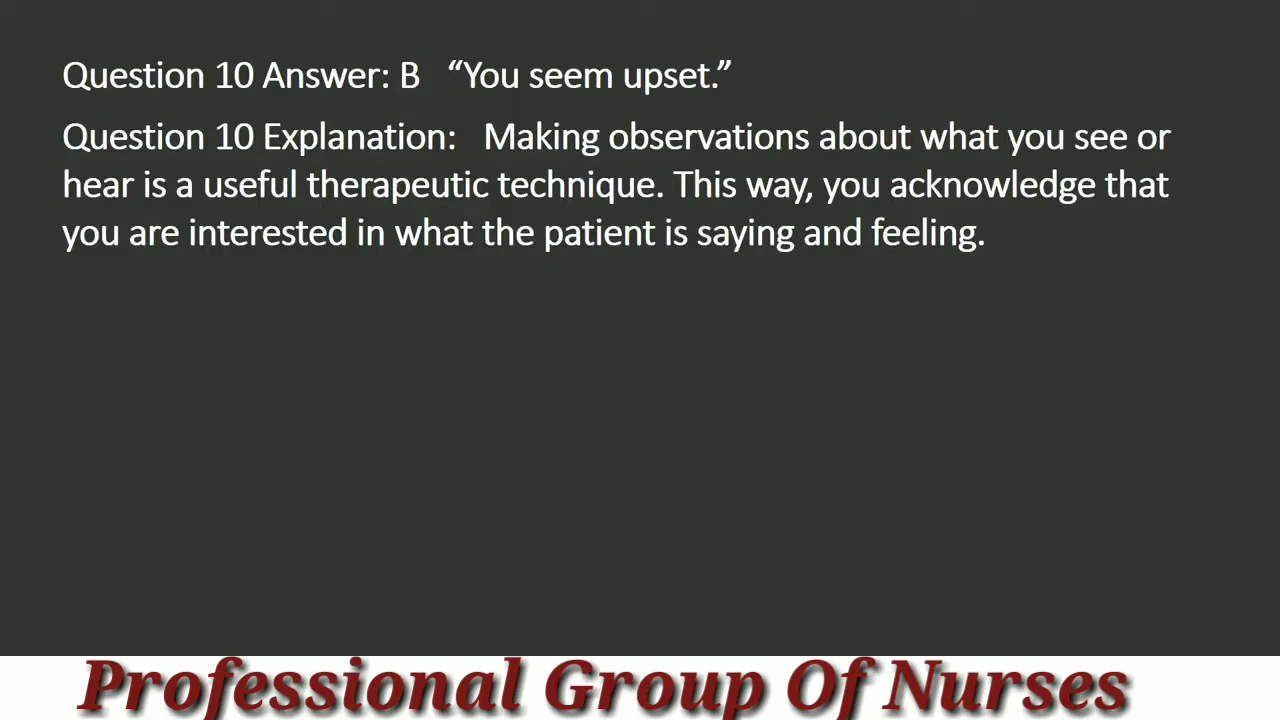 Question 10 Answer: B “You seem upset.”
Question 10 Explanation: Making observations about what you see or
hear is a useful therapeutic technique. This way, you acknowledge that
you are interested in what the patient is saying and feeling.
Professional Group Of Nurses